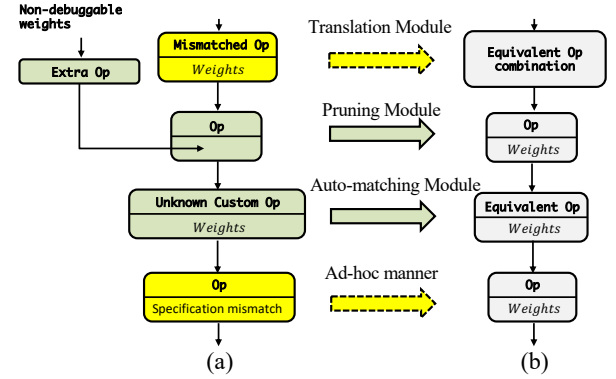 Non-debuggable
weights
Extra Op
Mismatched Op
Weights
Op
Unknown Custom Op
Weights
Op
Specification mismatch
(a)
Translation Module
Pruning Module
Auto-matching Module
Ad-hoc manner
Equivalent Op
combination
Op
Weights
Equivalent Op
Weights
Op
Weights
(b)